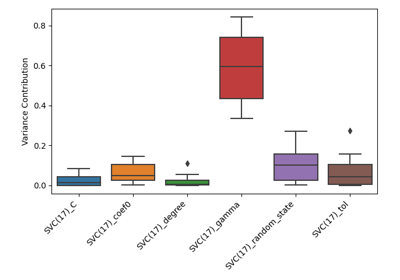 0.8
0.6
0.4
0.2
0.0
Variance Contribution
SVC(17)_C
SVC(17)_coef0
SVC(17)_degree
SVC(17)_gamma
SVC(17)_random_state
SVC(17)_tol